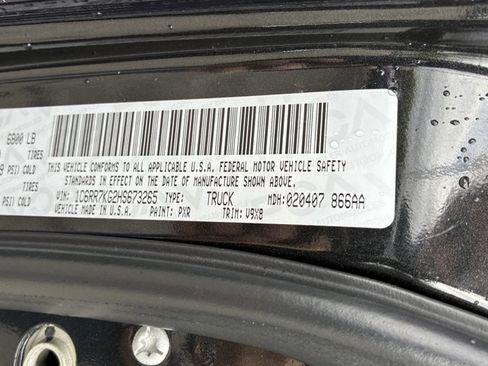 6800 LB
TIRES
PSI) COLD
TIRES
PSI) COLD
THIS VEHICLE CONFORMS TO ALL APPLICABLE U.S.A. FEDERAL MOTOR VEHICLE SAFETY
STANDARDS IN EFFECT ON THE DATE OF MANUFACTURE SHOWN ABOVE.
VIN: 1C6RR7KG2HS673265 TYPE: TRUCK MDH:020407 866AA
MADE IN U.S.A. PAINT: PXR TRIM: V9X8